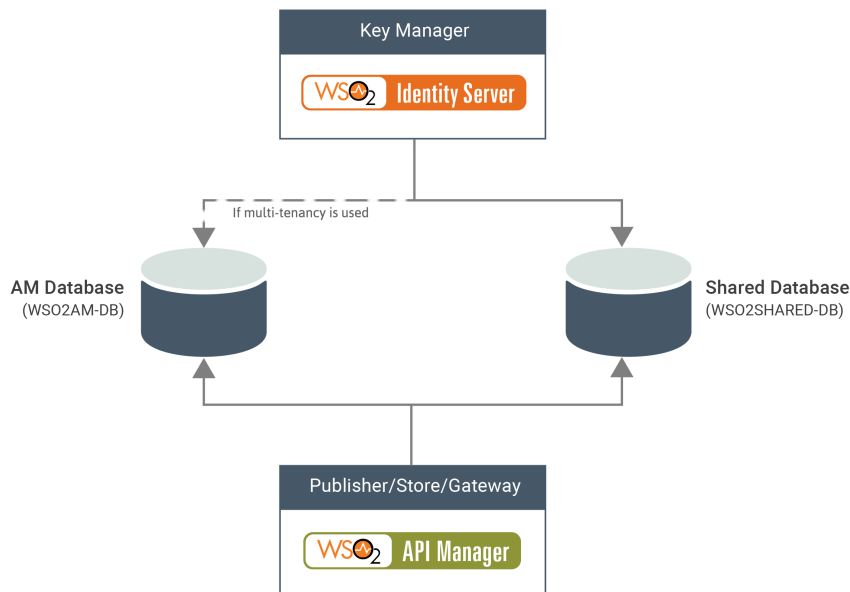 Key Manager
WSO2 Identity Server
If multi-tenancy is used
AM Database
(WSO2AM-DB)
Shared Database
(WSO2SHARED-DB)
Publisher/Store/Gateway
WSO2 API Manager